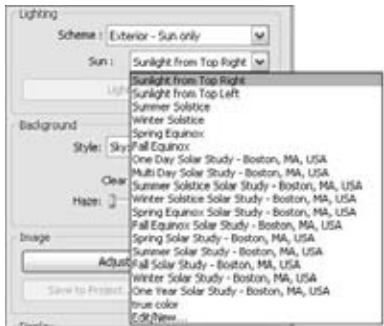 Lighting
Scheme : Exterior - Sun only
Sun : Sunlight from Top Right
Sunlight from Top Right
Sunlight from Top Left
Summer Solstice
Winter Solstice
Background
Spring Equinox
Style: Sky
Fall Equinox
One Day Solar Study - Boston, MA, USA
Multi Day Solar Study - Boston, MA, USA
Clear
Summer Solstice Solar Study - Boston, MA, USA
Haze:
Winter Solstice Solar Study - Boston, MA, USA
Spring Equinox Solar Study - Boston, MA, USA
Fall Equinox Solar Study - Boston, MA, USA
Image
Spring Solar Study - Boston, MA, USA
Summer Solar Study - Boston, MA, USA
Adjust
Fall Solar Study - Boston, MA, USA
Winter Solar Study - Boston, MA, USA
Save to Project...
One Year Solar Study - Boston, MA, USA
true color
Edit/New...